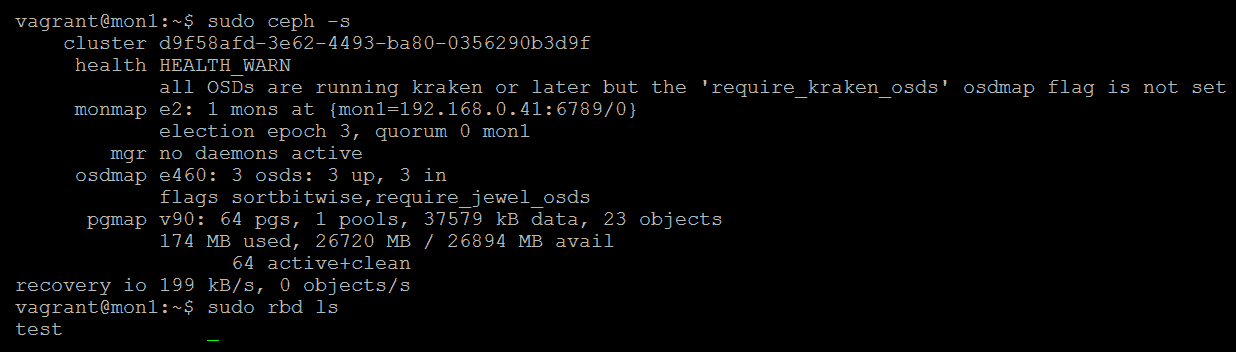 vagrant@mon1:~$ sudo ceph -s
cluster d9f58afd-3e62-4493-ba80-0356290b3d9f
health HEALTH_WARN
all OSDs are running kraken or later but the 'require_kraken_osds' osdmap flag is not set
monmap e2: 1 mons at {mon1=192.168.0.41:6789/0}
election epoch 3, quorum 0 mon1
mgr no daemons active
osdmap e460: 3 osds: 3 up, 3 in
flags sortbitwise,require_jewel_osds
pgmap v90: 64 pgs, 1 pools, 37579 kB data, 23 objects
174 MB used, 26720 MB / 26894 MB avail
64 active+clean
recovery io 199 kB/s, 0 objects/s
vagrant@mon1:~$ sudo rbd ls
test